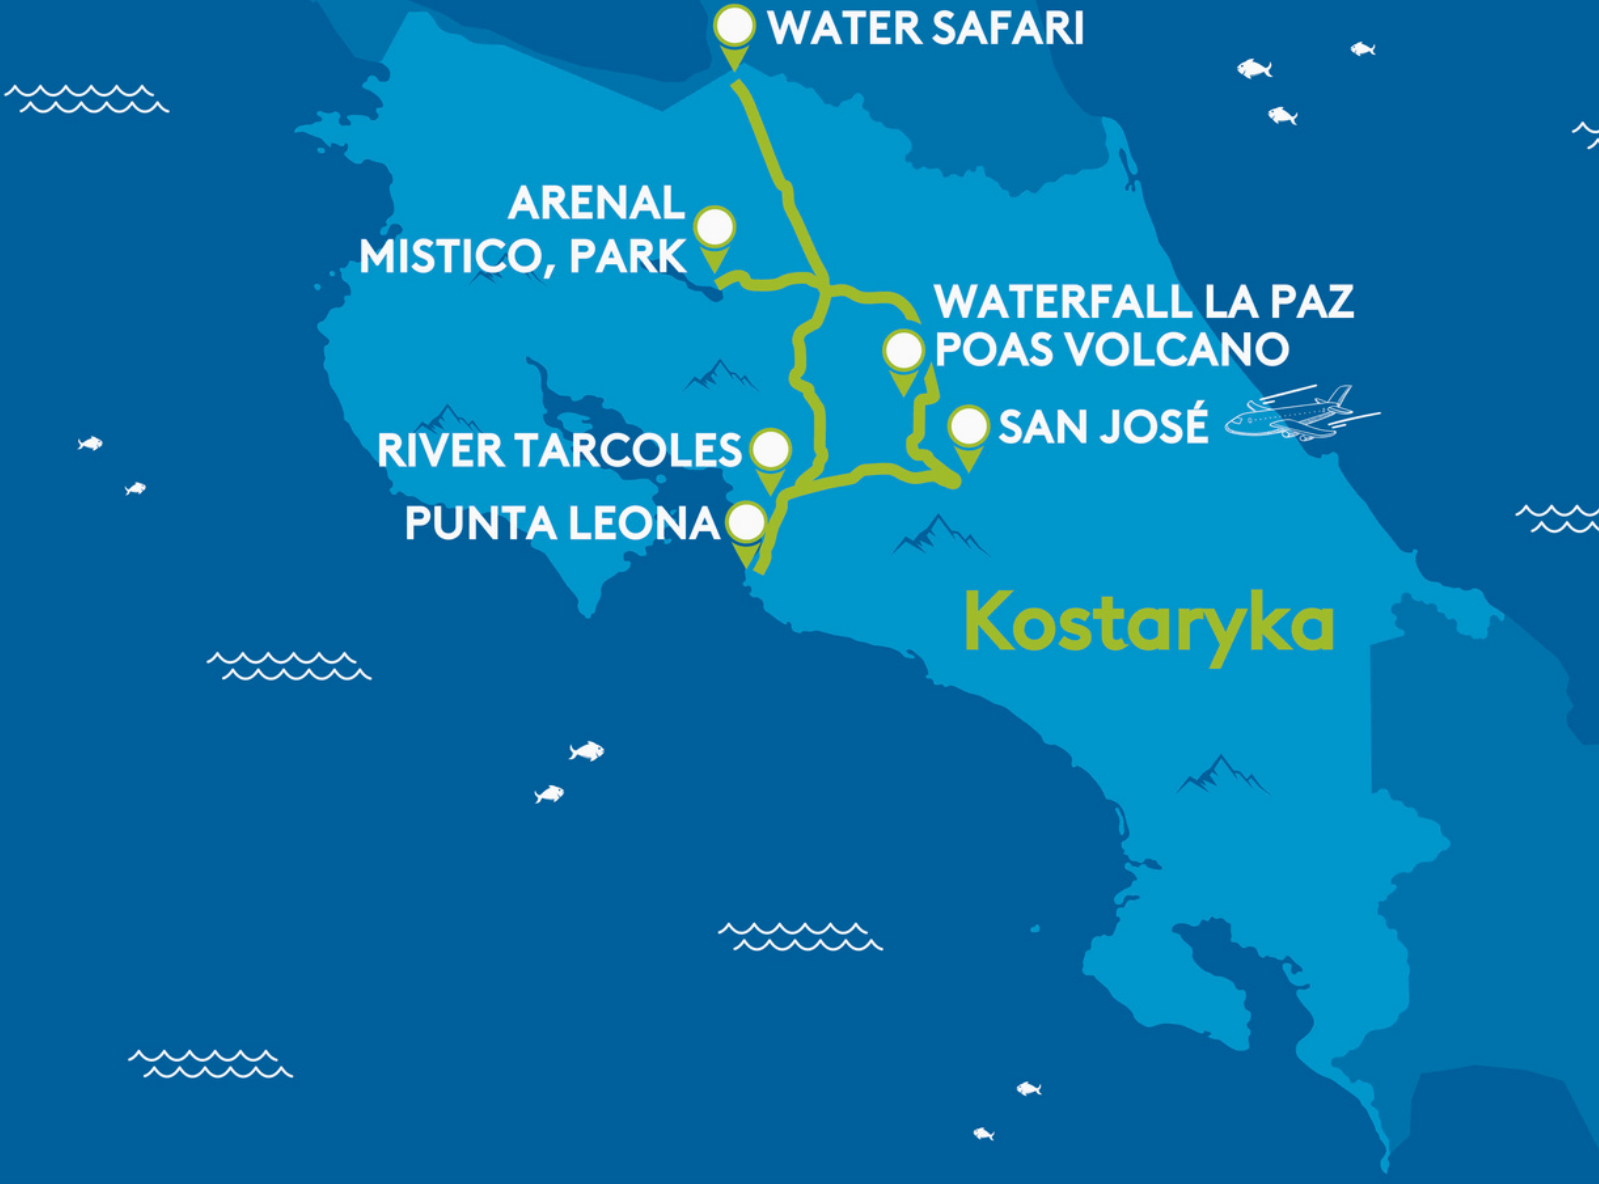 WATER SAFARI
ARENAL
MISTICO, PARK
WATERFALL LA PAZ
POAS VOLCANO
SAN JOSÉ
RIVER TARCOLES
PUNTA LEONA
Kostaryka